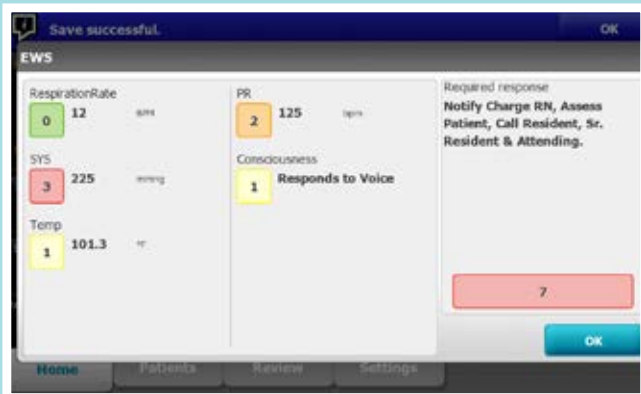 Save successful.
OK
EWS
RespirationRate
0 12
SYS
3 225
Temp
1 101.3 °F
PR
2 125 bpm
Consciousness
1 Responds to Voice
Required response
Notify Charge RN, Assess
Patient, Call Resident, Sr.
Resident & Attending.
7
OK
Home Patients Review Settings